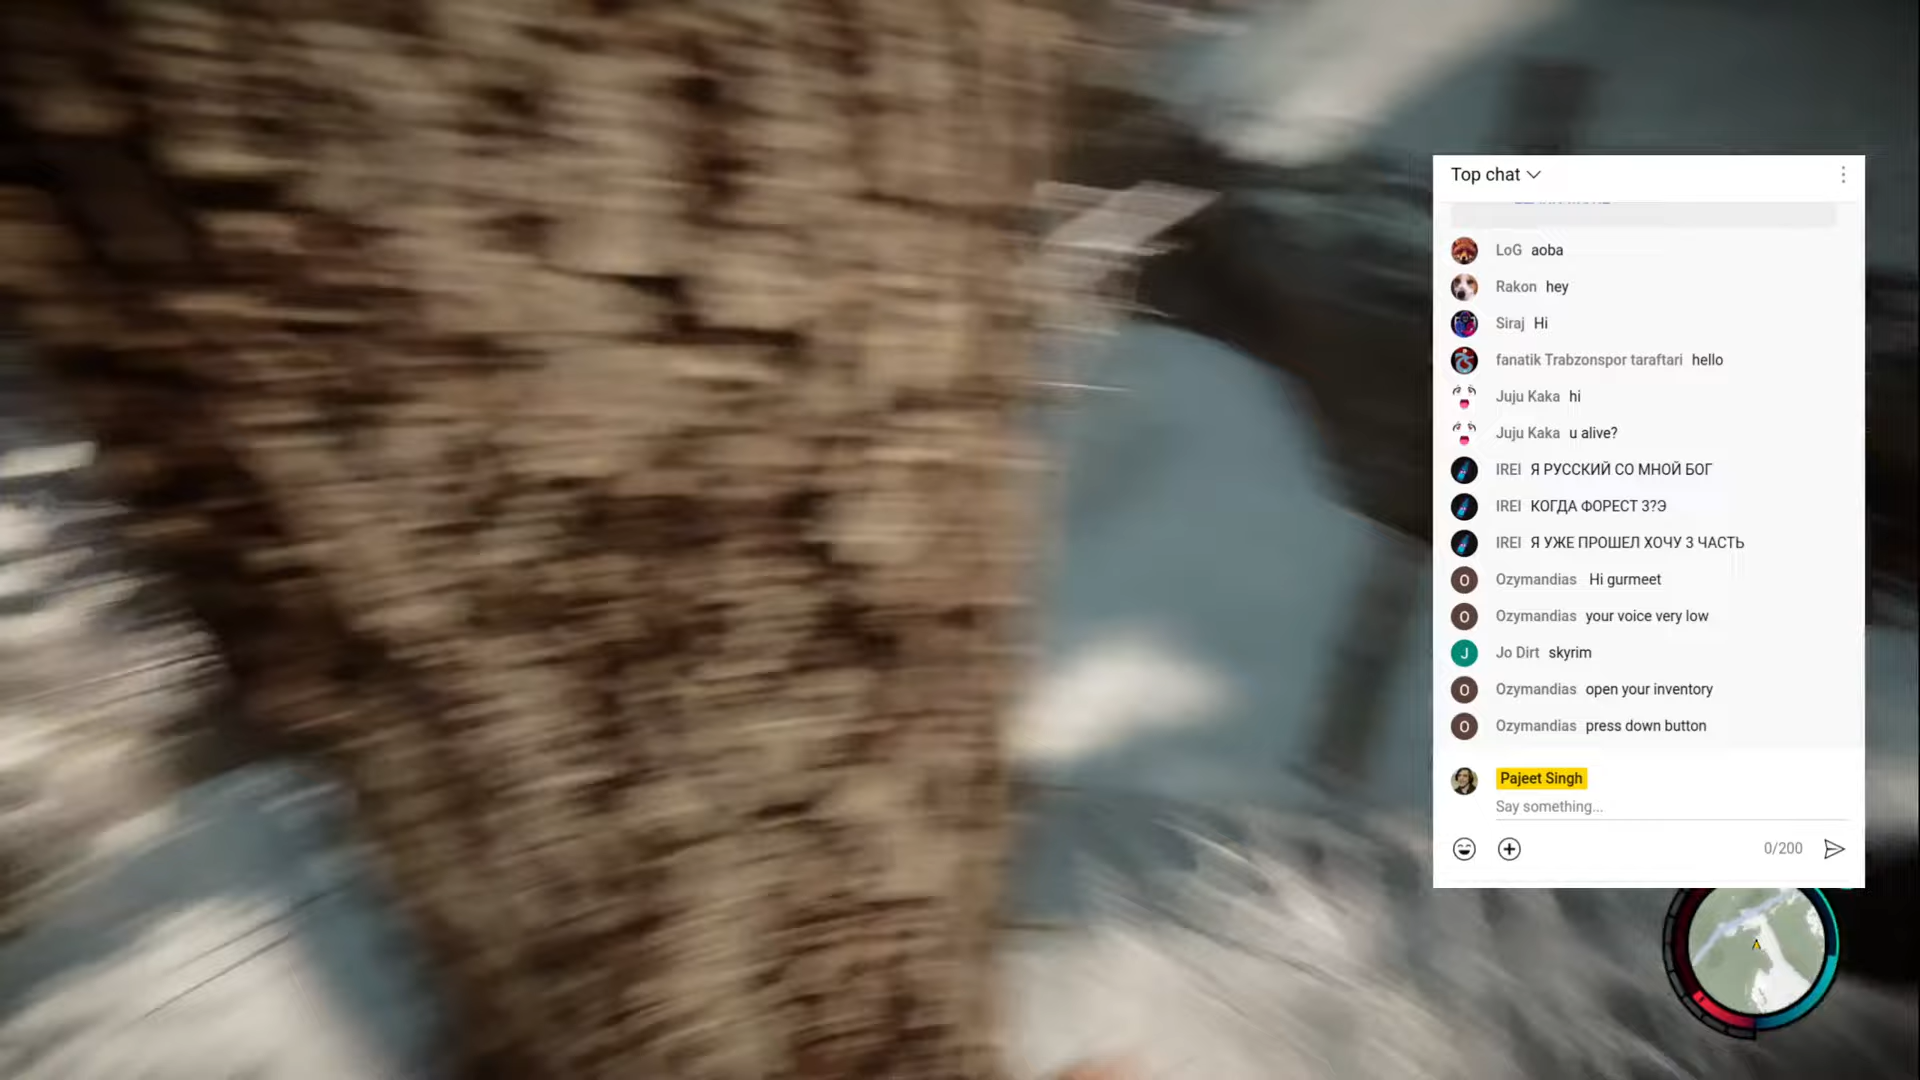 Top chat
LoG aoba
Rakon hey
Siraj Hi
fanatik Trabzonspor taraftari hello
Juju Kaka hi
Juju Kaka u alive?
IREI Я РУССКИЙ СО МНОЙ БОГ
IREI КОГДА ФОРЕСТ 3?Э
IREI Я УЖЕ ПРОШЕЛ ХОЧУ 3 ЧАСТЬ
O Ozymandias Hi gurmeet
O Ozymandias your voice very low
J Jo Dirt skyrim
O Ozymandias open your inventory
O Ozymandias press down button
Pajeet Singh
Say something...
0/200